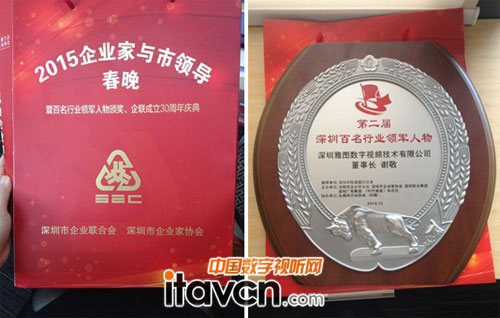 2015企业家与市领导
春晚
暨百名行业领军人物颁奖、企联成立30周年庆典
SEC
深圳市企业联合会 深圳市企业家协会
第二届
深圳百名行业领军人物
深圳雅图数字视频技术有限公司
董事长 谢敬
2014.12
中国数字视听网
itavcn.com